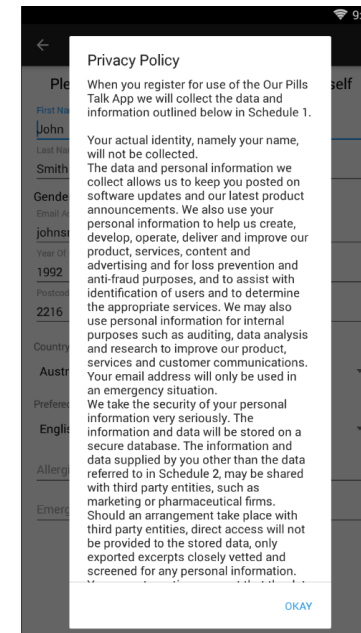 9:
Ple
self
Privacy Policy
When you register for use of the Our Pills
Talk App we will collect the data and
information outlined below in Schedule 1.
Your actual identity, namely your name,
will not be collected.
The data and personal information we
collect allows us to keep you posted on
software updates and our latest product
announcements. We also use your
personal information to help us create,
develop, operate, deliver and improve our
product, services, content and
advertising and for loss prevention and
anti-fraud purposes, and to assist with
identification of users and to determine
the appropriate services. We may also
use personal information for internal
purposes such as auditing, data analysis
and research to improve our product,
services and customer communications.
Your email address will only be used in
an emergency situation.
We take the security of your personal
information very seriously. The
information and data will be stored on a
secure database. The information and
data supplied by you other than the data
referred to in Schedule 2, may be shared
with third party entities, such as
marketing or pharmaceutical firms.
Should an arrangement take place with
third party entities, direct access will not
be provided to the stored data, only
exported excerpts closely vetted and
screened for any personal information.
OKAY
First Na
John
Last Na
Smith
Gende
Email A
johnsr
Year Of
1992
Postcod
2216
Country
Austr
Prefered
Englis
Allergi
Emerg